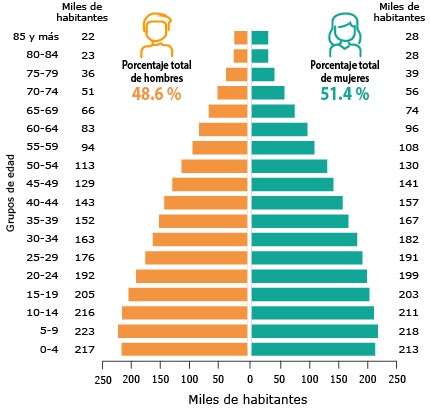 Miles de habitantes
Miles de habitantes
85 y más 22 28
80-84 23 28
75-79 36 39
Porcentaje total de hombres
48.6 %
Porcentaje total de mujeres
51.4 %
70-74 51 56
65-69 66 74
60-64 83 96
55-59 94 108
50-54 113 130
45-49 129 141
40-44 143 157
35-39 152 167
30-34 163 182
25-29 176 191
20-24 192 199
15-19 205 203
10-14 216 211
5-9 223 218
0-4 217 213
Grupos de edad
250 200 150 100 50 0 0 50 100 150 200 250
Miles de habitantes